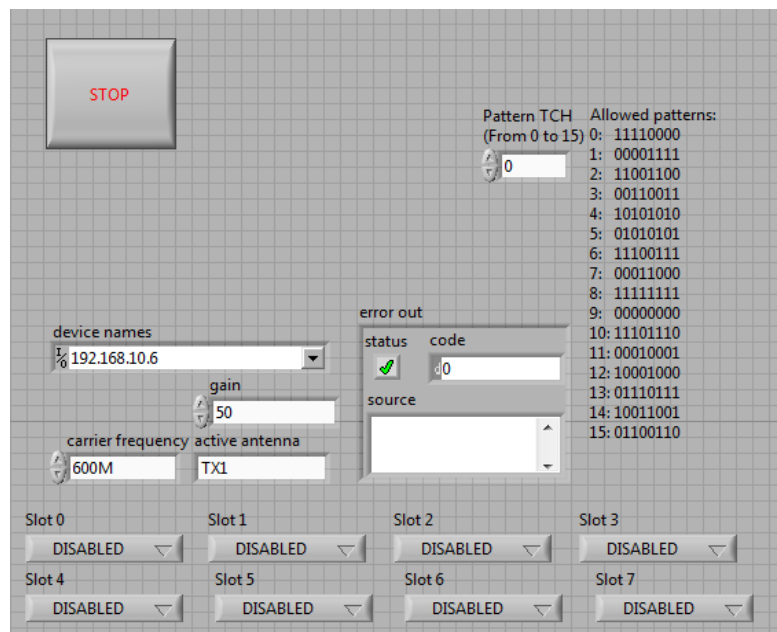 STOP
Pattern TCH
(From 0 to 15)
0
Allowed patterns:
0: 11110000
1: 00001111
2: 11001100
3: 00110011
4: 10101010
5: 01010101
6: 11100111
7: 00011000
8: 11111111
9: 00000000
10: 11101110
11: 00010001
12: 10001000
13: 01110111
14: 10011001
15: 01100110
device names
I/O 192.168.10.6
gain
50
carrier frequency
600M
active antenna
TX1
error out
status
code
d0
source
Slot 0
DISABLED
Slot 1
DISABLED
Slot 2
DISABLED
Slot 3
DISABLED
Slot 4
DISABLED
Slot 5
DISABLED
Slot 6
DISABLED
Slot 7
DISABLED